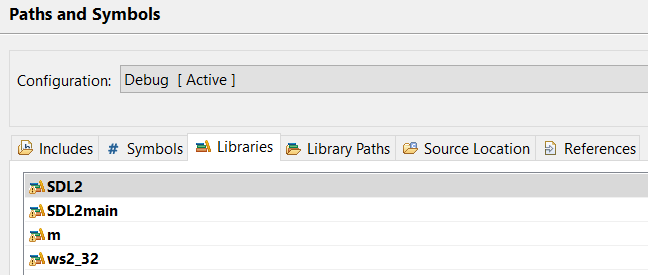 Paths and Symbols
Configuration: Debug [ Active ]
Includes # Symbols Libraries Library Paths Source Location References
SDL2
SDL2main
m
ws2_32